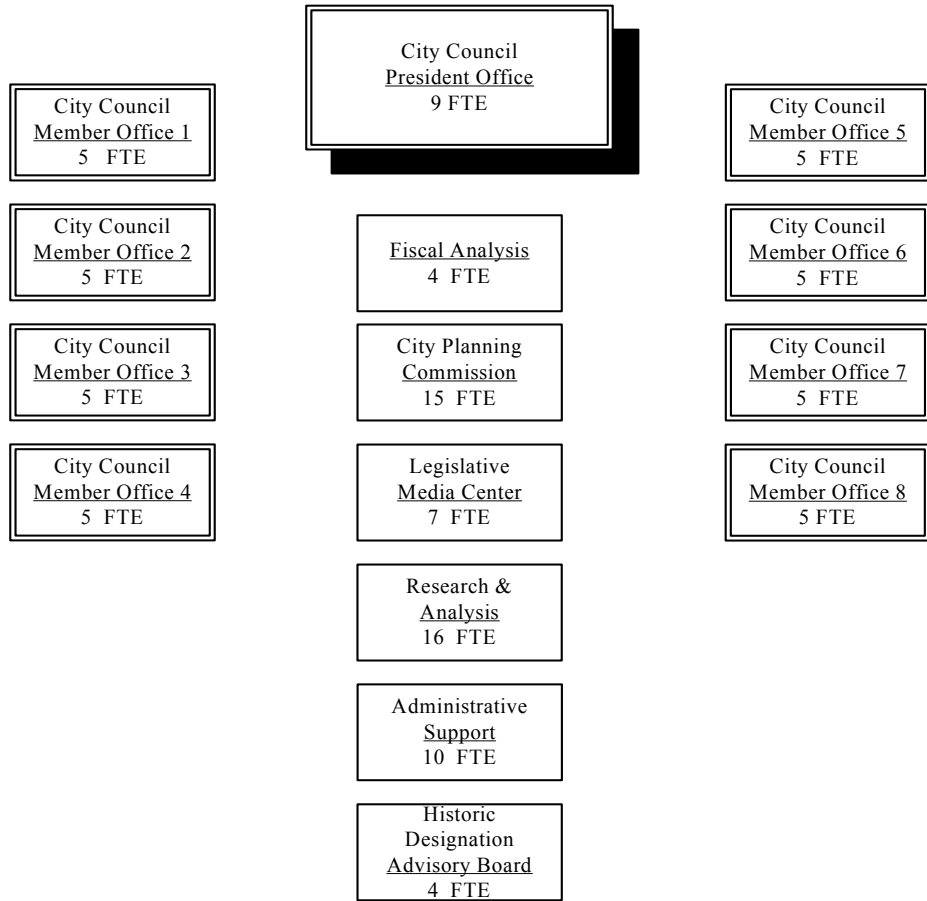 City Council
President Office
9 FTE
City Council
Member Office 1
5 FTE
City Council
Member Office 2
5 FTE
City Council
Member Office 3
5 FTE
City Council
Member Office 4
5 FTE
Fiscal Analysis
4 FTE
City Planning
Commission
15 FTE
Legislative
Media Center
7 FTE
Research &
Analysis
16 FTE
Administrative
Support
10 FTE
Historic
Designation
Advisory Board
4 FTE
City Council
Member Office 5
5 FTE
City Council
Member Office 6
5 FTE
City Council
Member Office 7
5 FTE
City Council
Member Office 8
5 FTE